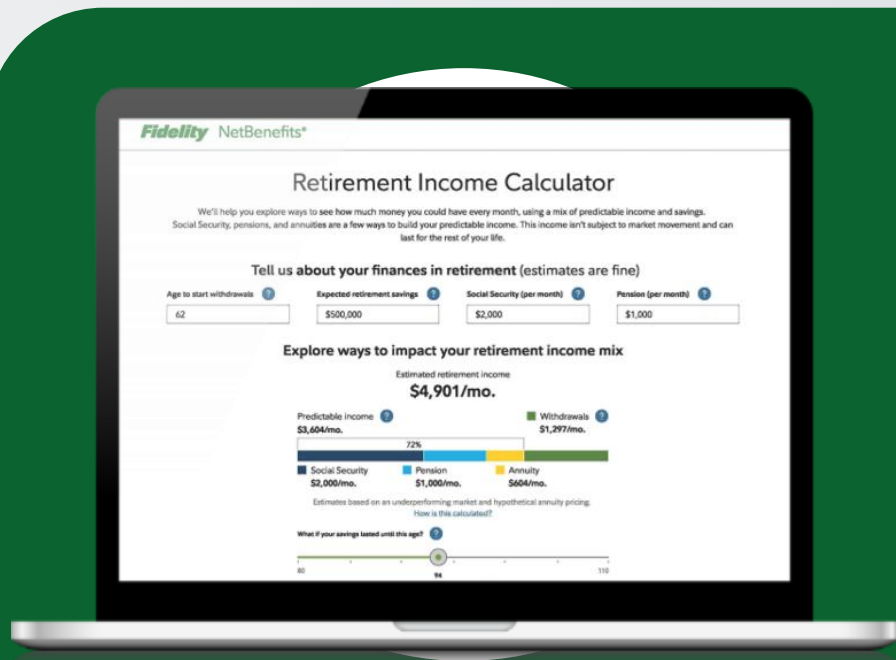 Fidelity NetBenefits®
Retirement Income Calculator
We'll help you explore ways to see how much money you could have every month, using a mix of predictable income and savings.
Social Security, pensions, and annuities are a few ways to build your predictable income. This income isn't subject to market movement and can
last for the rest of your life.
Tell us about your finances in retirement (estimates are fine)
Age to start withdrawals ? Expected retirement savings ? Social Security (per month) ? Pension (per month) ?
62 $500,000 $2,000 $1,000
Explore ways to impact your retirement income mix
Estimated retirement income
$4,901/mo.
Predictable income ? Withdrawals ?
$3,604/mo. $1,297/mo.
72%
Social Security Pension Annuity
$2,000/mo. $1,000/mo. $604/mo.
Estimates based on an underperforming market and hypothetical annuity pricing.
How is this calculated?
What if your savings lasted until this age? ?
80 110
94